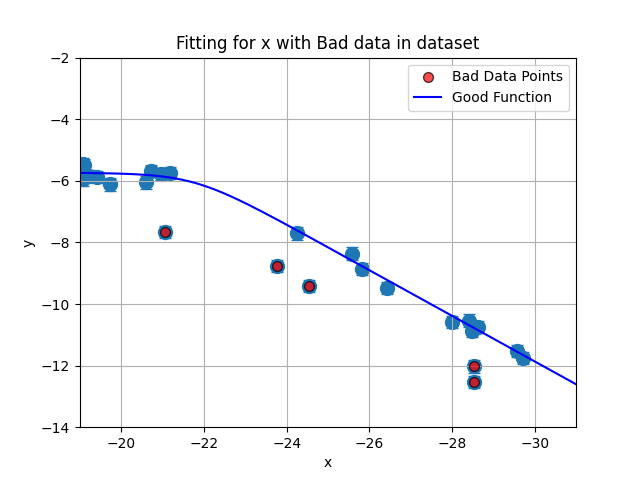 Fitting for x with Bad data in dataset
Bad Data Points
Good Function
−2
−4
−6
−8
−10
−12
−14
y
−20 −22 −24 −26 −28 −30
x